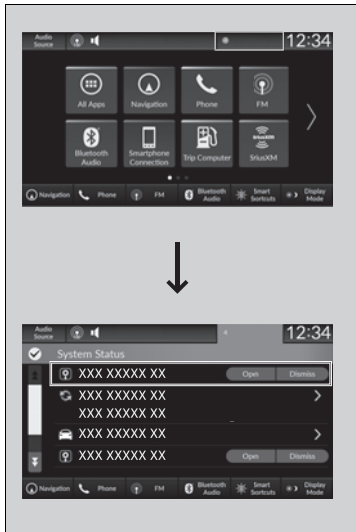 Audio
Source
12:34
All Apps
Navigation
Phone
FM
Bluetooth
Audio
Smartphone
Connection
Trip Computer
SiriusXM
SiriusXM
Navigation
Phone
FM
Bluetooth
Audio
Smart
Shortcuts
Display
Mode
Audio
Source
12:34
System Status
XXX XXXXX XX
Open
Dismiss
XXX XXXXX XX
XXX XXXXX XX
XXX XXXXX XX
XXX XXXXX XX
Open
Dismiss
Navigation
Phone
FM
Bluetooth
Audio
Smart
Shortcuts
Display
Mode